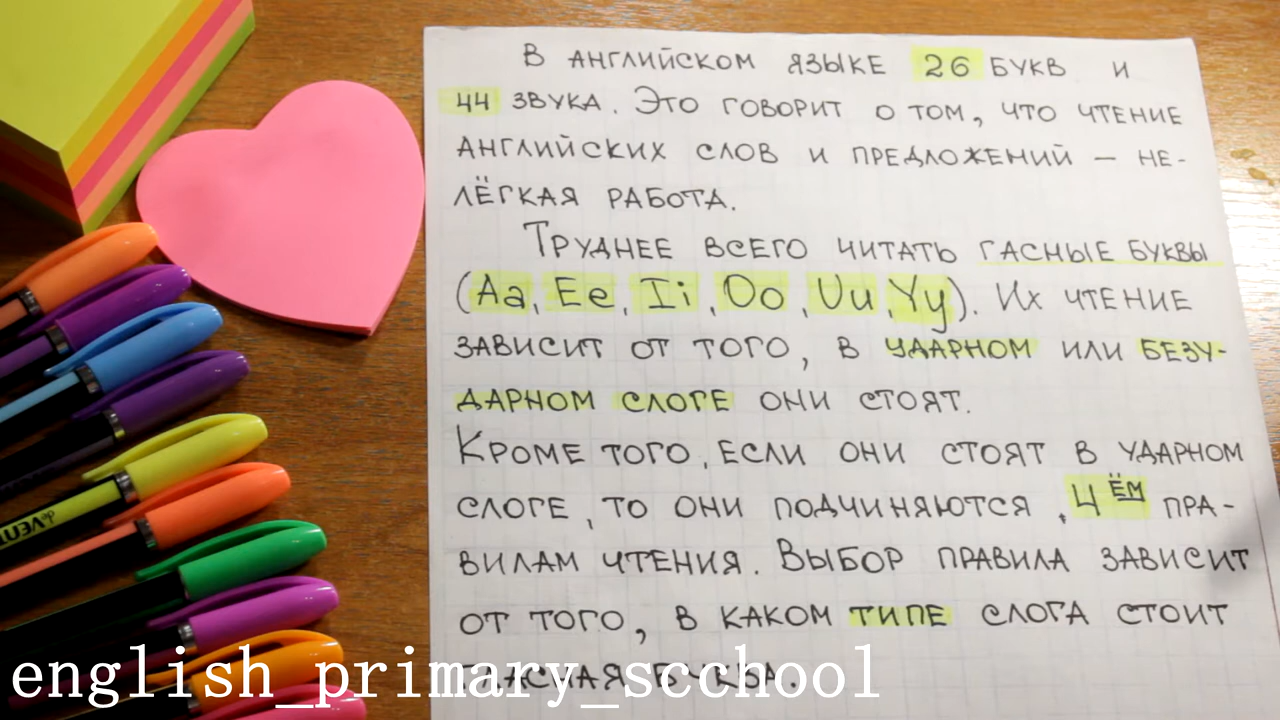 В АНГЛИЙСКОМ ЯЗЫКЕ 26 БУКВ И
44 ЗВУКА. ЭТО ГОВОРИТ О ТОМ, ЧТО ЧТЕНИЕ
АНГЛИЙСКИХ СЛОВ И ПРЕДЛОЖЕНИЙ – НЕ-
ЛЁГКАЯ РАБОТА.
ТРУДНЕЕ ВСЕГО ЧИТАТЬ ГАСНЫЕ БУКВЫ
(Aa, Ee, Ii, Oo, Uu, Yy). ИХ ЧТЕНИЕ
ЗАВИСИТ ОТ ТОГО, В УДАРНОМ ИЛИ БЕЗУ-
ДАРНОМ СЛОГЕ ОНИ СТОЯТ.
КРОМЕ ТОГО, ЕСЛИ ОНИ СТОЯТ В УДАРНОМ
СЛОГЕ, ТО ОНИ ПОДЧИНЯЮТСЯ 4ЁМ ПРА-
ВИЛАМ ЧТЕНИЯ. ВЫБОР ПРАВИЛА ЗАВИСИТ
ОТ ТОГО, В КАКОМ ТИПЕ СЛОГА СТОИТ
ГЛАСНАЯ БУКВА.
english_primary_scchool
deVENTE